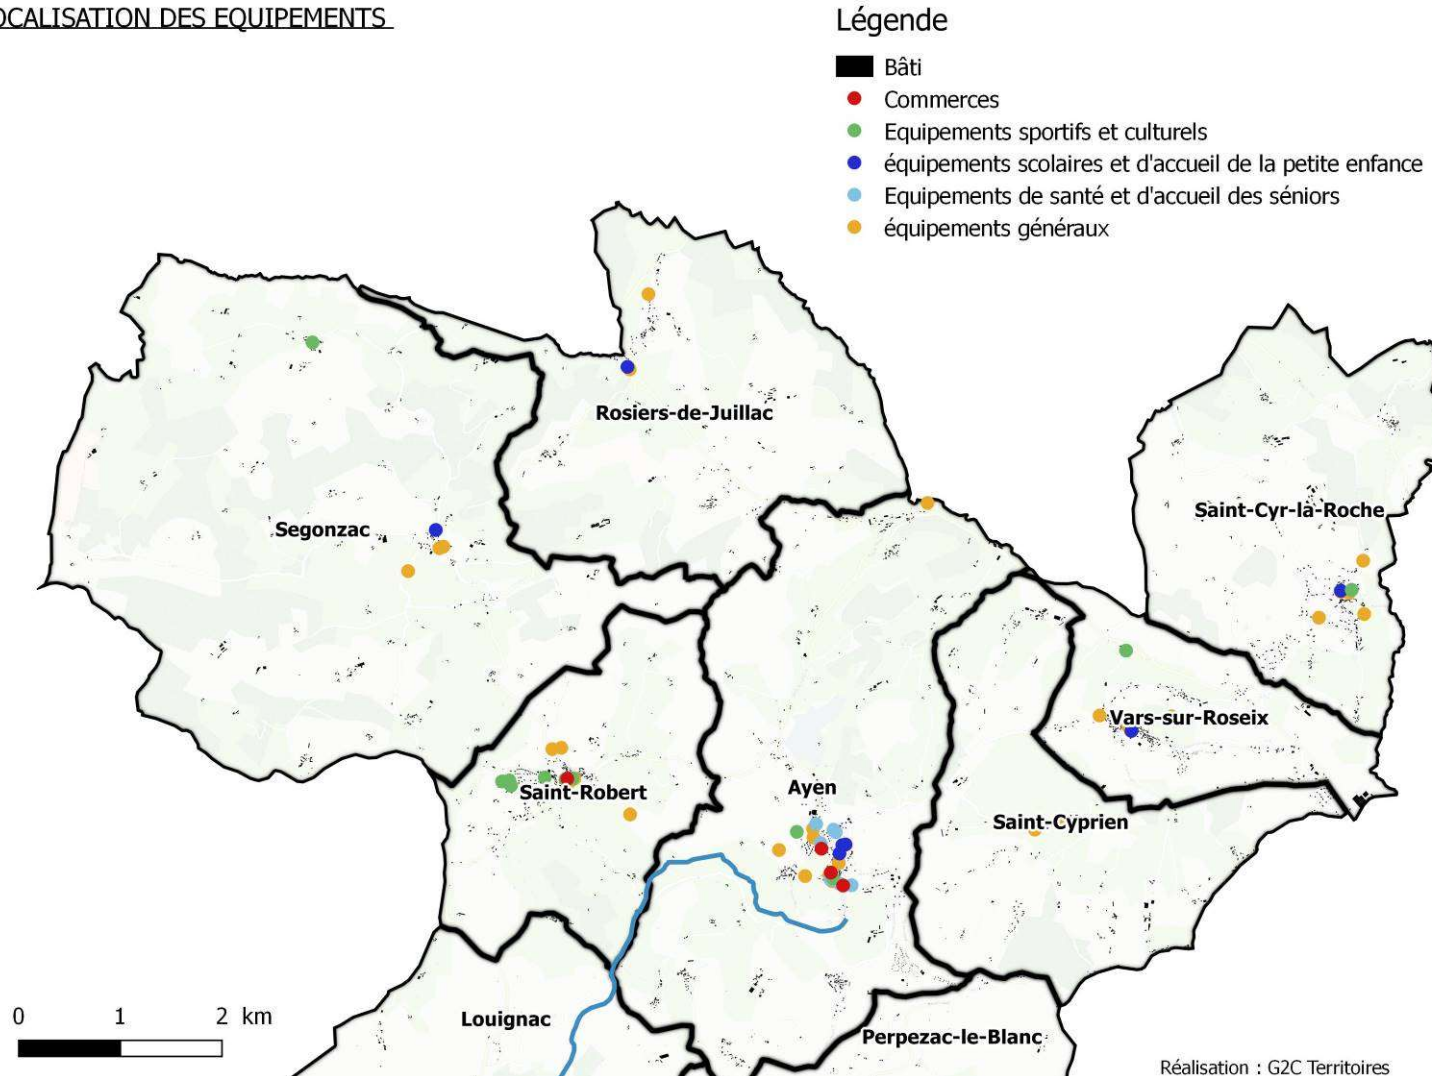 OCALISATION DES EQUIPEMENTS
Légende
Bâti
Commerces
Equipements sportifs et culturels
équipements scolaires et d'accueil de la petite enfance
Equipements de santé et d'accueil des séniors
équipements généraux
Rosiers-de-Juillac
Segonzac
Saint-Cyr-la-Roche
Vars-sur-Roseix
Saint-Robert
Ayen
Saint-Cyprien
Louignac
Perpezac-le-Blanc
0 1 2 km
Réalisation : G2C Territoires